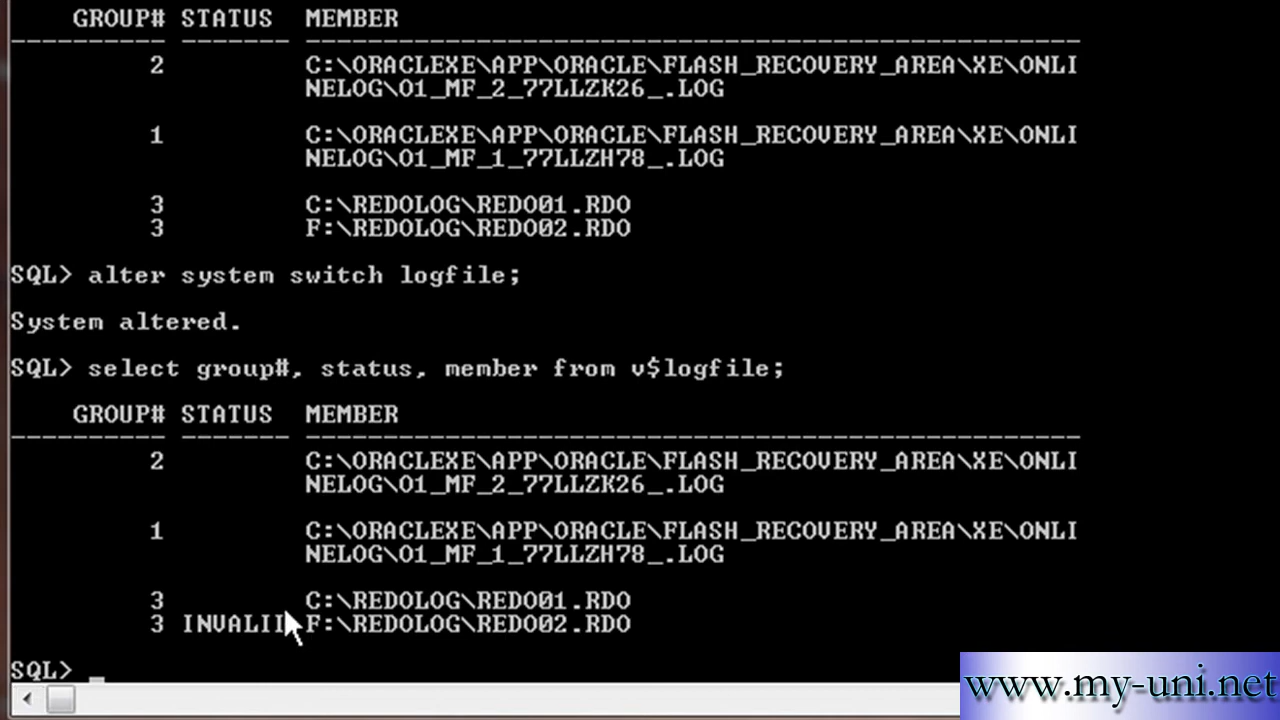 GROUP# STATUS MEMBER
---------- ------- --------------------------------------------------
2 C:\ORACLEXE\APP\ORACLE\FLASH_RECOVERY_AREA\XE\ONLI
NELOG\O1_MF_2_77LLZK26_.LOG
1 C:\ORACLEXE\APP\ORACLE\FLASH_RECOVERY_AREA\XE\ONLI
NELOG\O1_MF_1_77LLZH78_.LOG
3 C:\REDOLOG\REDO01.RDO
3 F:\REDOLOG\REDO02.RDO
SQL> alter system switch logfile;
System altered.
SQL> select group#, status, member from v$logfile;
GROUP# STATUS MEMBER
---------- ------- --------------------------------------------------
2 C:\ORACLEXE\APP\ORACLE\FLASH_RECOVERY_AREA\XE\ONLI
NELOG\O1_MF_2_77LLZK26_.LOG
1 C:\ORACLEXE\APP\ORACLE\FLASH_RECOVERY_AREA\XE\ONLI
NELOG\O1_MF_1_77LLZH78_.LOG
3 C:\REDOLOG\REDO01.RDO
3 INVALID F:\REDOLOG\REDO02.RDO
SQL> _
www.my-uni.net